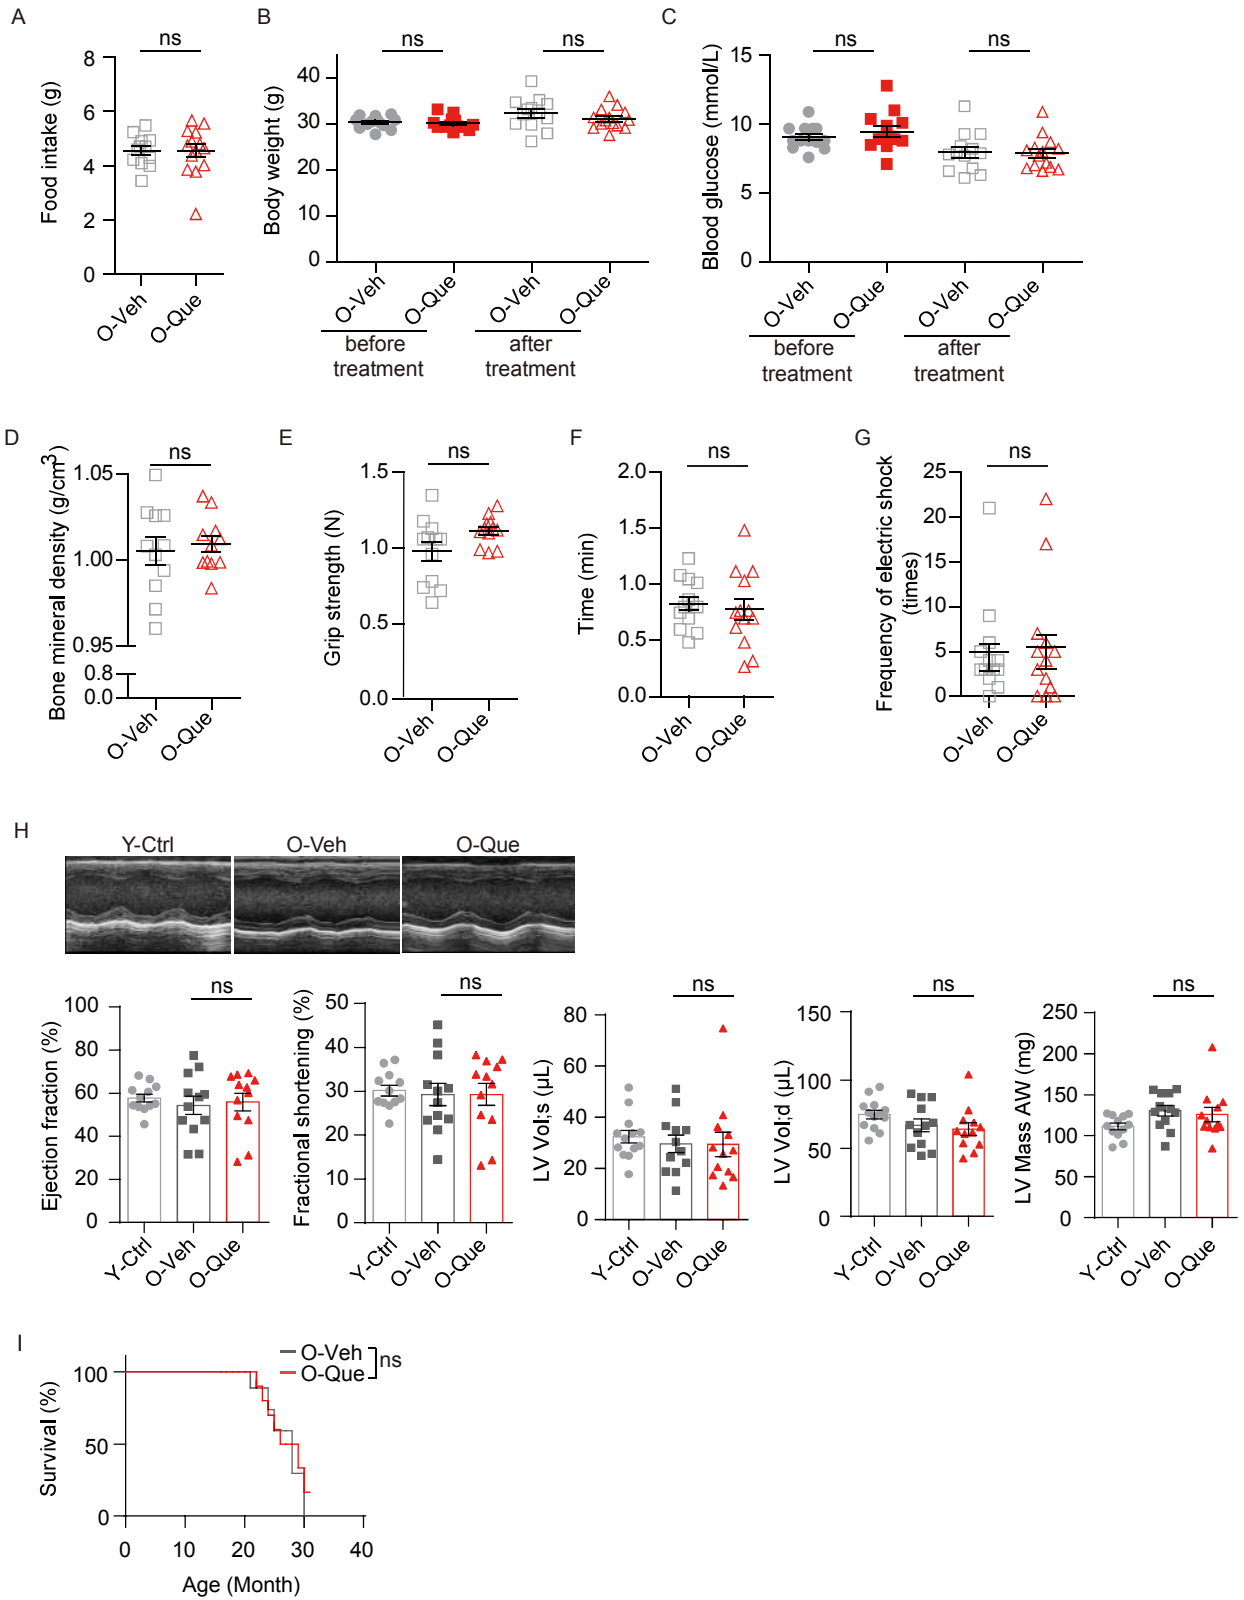 A
B
C
ns
ns
ns
ns
ns
Food intake (g)
8
6
4
2
0
O-Veh
O-Que
Body weight (g)
40
30
20
10
0
O-Veh
O-Que
O-Veh
O-Que
before
treatment
after
treatment
Blood glucose (mmol/L)
15
10
5
0
O-Veh
O-Que
O-Veh
O-Que
before
treatment
after
treatment
D
E
F
G
ns
ns
ns
ns
Bone mineral density (g/cm³)
1.05
1.00
0.95
0.8
0.0
O-Veh
O-Que
Grip strength (N)
1.5
1.0
0.5
0.0
O-Veh
O-Que
Time (min)
2.0
1.5
1.0
0.5
0.0
O-Veh
O-Que
Frequency of electric shock
(times)
25
20
15
10
5
0
O-Veh
O-Que
H
Y-Ctrl
O-Veh
O-Que
ns
ns
ns
ns
ns
Ejection fraction (%)
100
80
60
40
20
0
Y-Ctrl
O-Veh
O-Que
Fractional shortening (%)
50
40
30
20
10
0
Y-Ctrl
O-Veh
O-Que
LV Vol;s (µL)
80
60
40
20
0
Y-Ctrl
O-Veh
O-Que
LV Vol;d (µL)
150
100
50
0
Y-Ctrl
O-Veh
O-Que
LV Mass AW (mg)
250
200
150
100
50
0
Y-Ctrl
O-Veh
O-Que
I
O-Veh
O-Que
ns
Survival (%)
100
50
0
0
10
20
30
40
Age (Month)